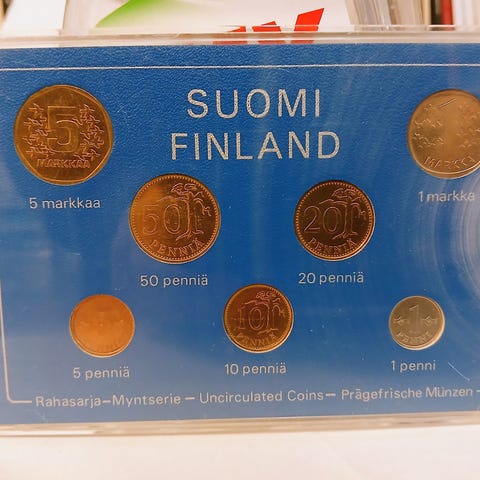 SUOMI
FINLAND
5
MARKKAA
MARKKA
5 markkaa
1 markka
50
PENNIÄ
20
PENNIÄ
50 penniä
20 penniä
10
PENNIÄ
1
PENNI
5 penniä
10 penniä
1 penni
Rahasarja – Myntserie – Uncirculated Coins – Prägefrische Münzen –